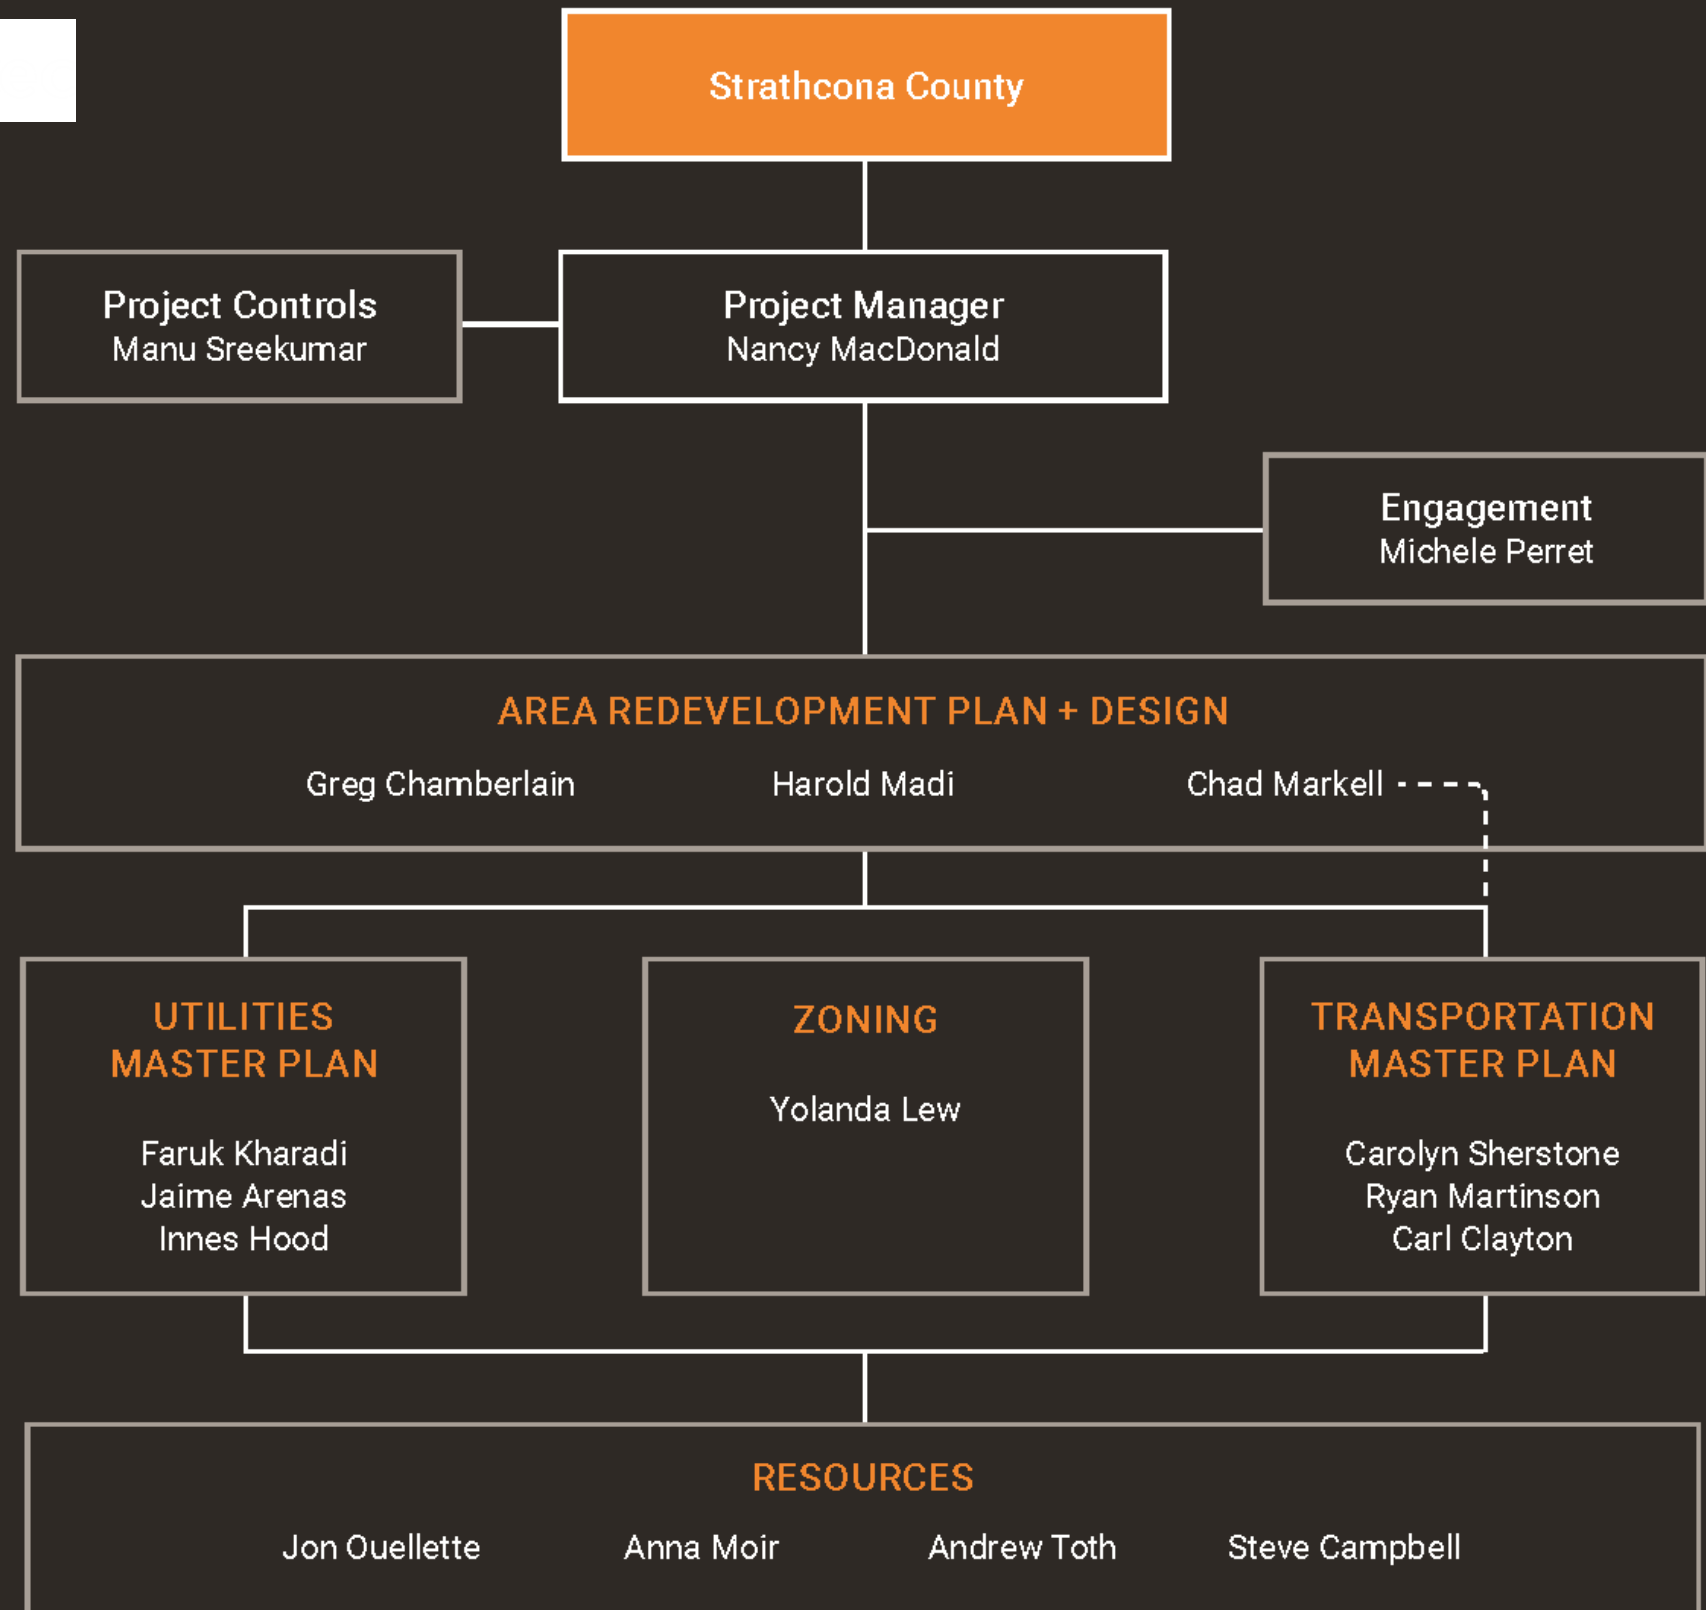 Strathcona County
Project Controls
Manu Sreekumar
Project Manager
Nancy MacDonald
Engagement
Michele Perret
AREA REDEVELOPMENT PLAN + DESIGN
Greg Chamberlain
Harold Madi
Chad Markell
UTILITIES
MASTER PLAN
Faruk Kharadi
Jaime Arenas
Innes Hood
ZONING
Yolanda Lew
TRANSPORTATION
MASTER PLAN
Carolyn Sherstone
Ryan Martinson
Carl Clayton
RESOURCES
Jon Ouellette
Anna Moir
Andrew Toth
Steve Campbell